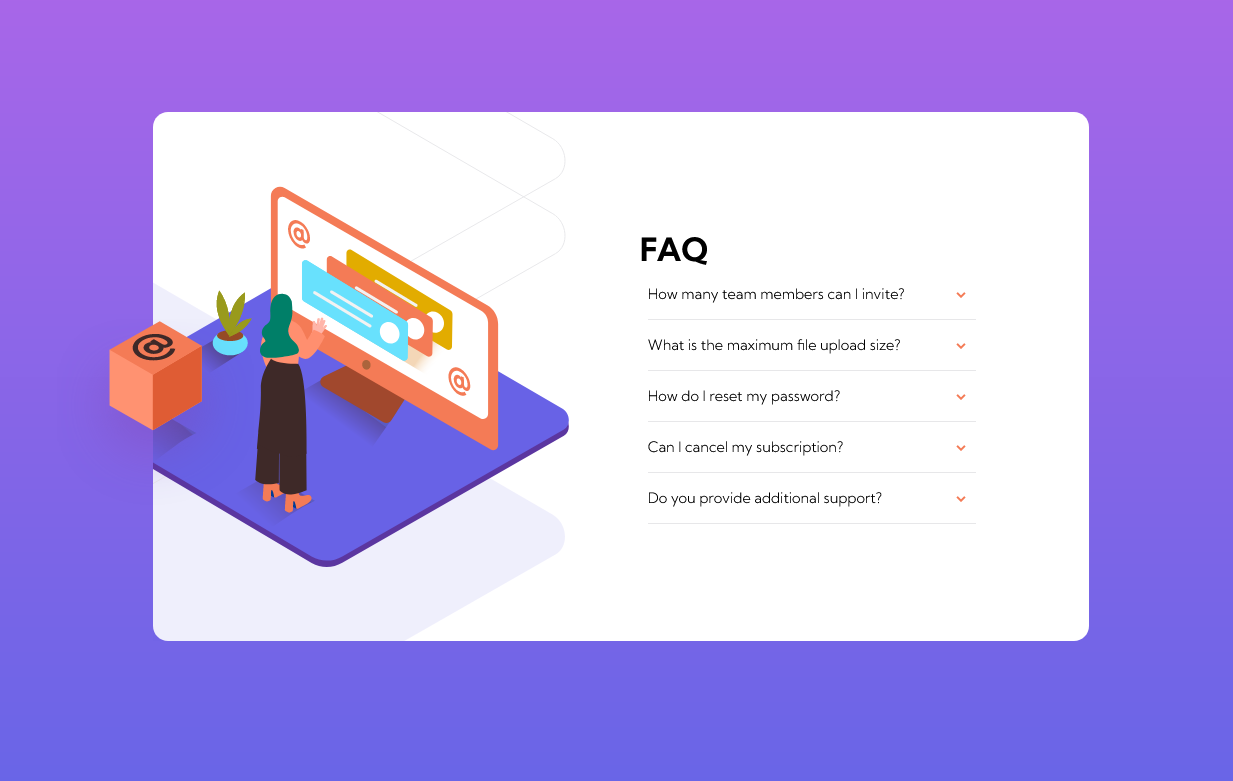 @
@
@
FAQ
How many team members can I invite?
What is the maximum file upload size?
How do I reset my password?
Can I cancel my subscription?
Do you provide additional support?